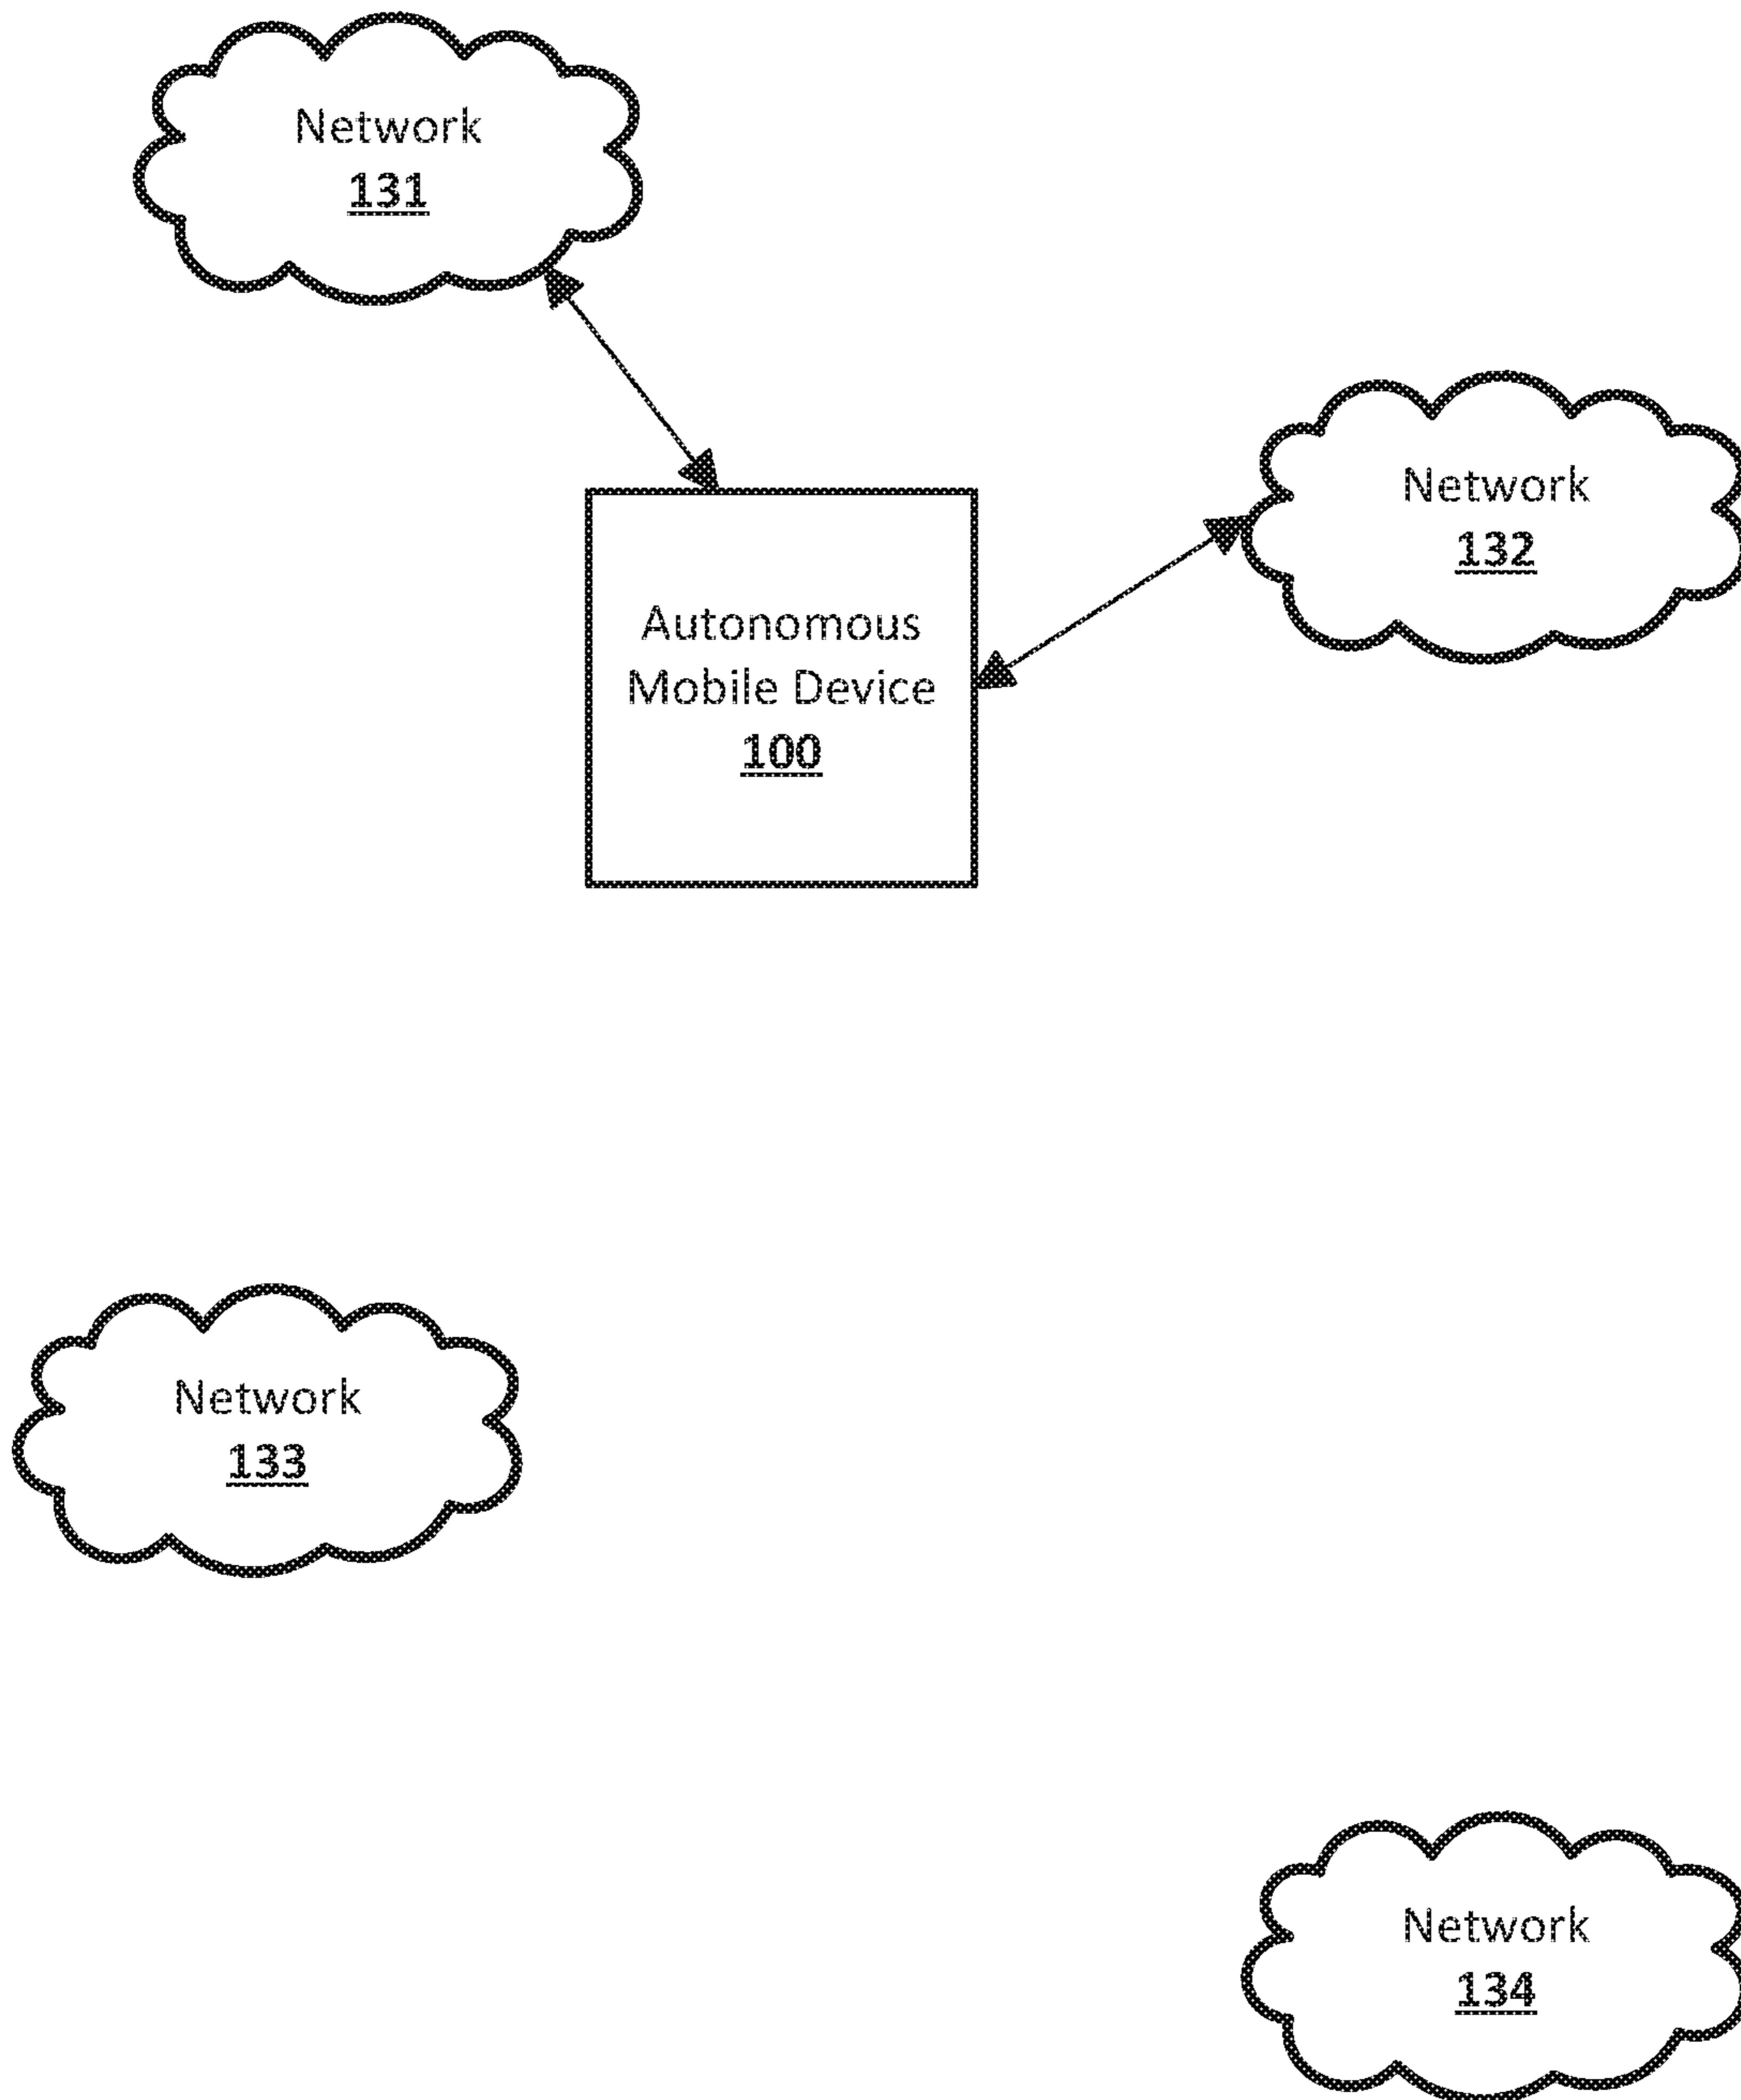 Network
131
Network
132
Autonomous
Mobile Device
100
Network
133
Network
134